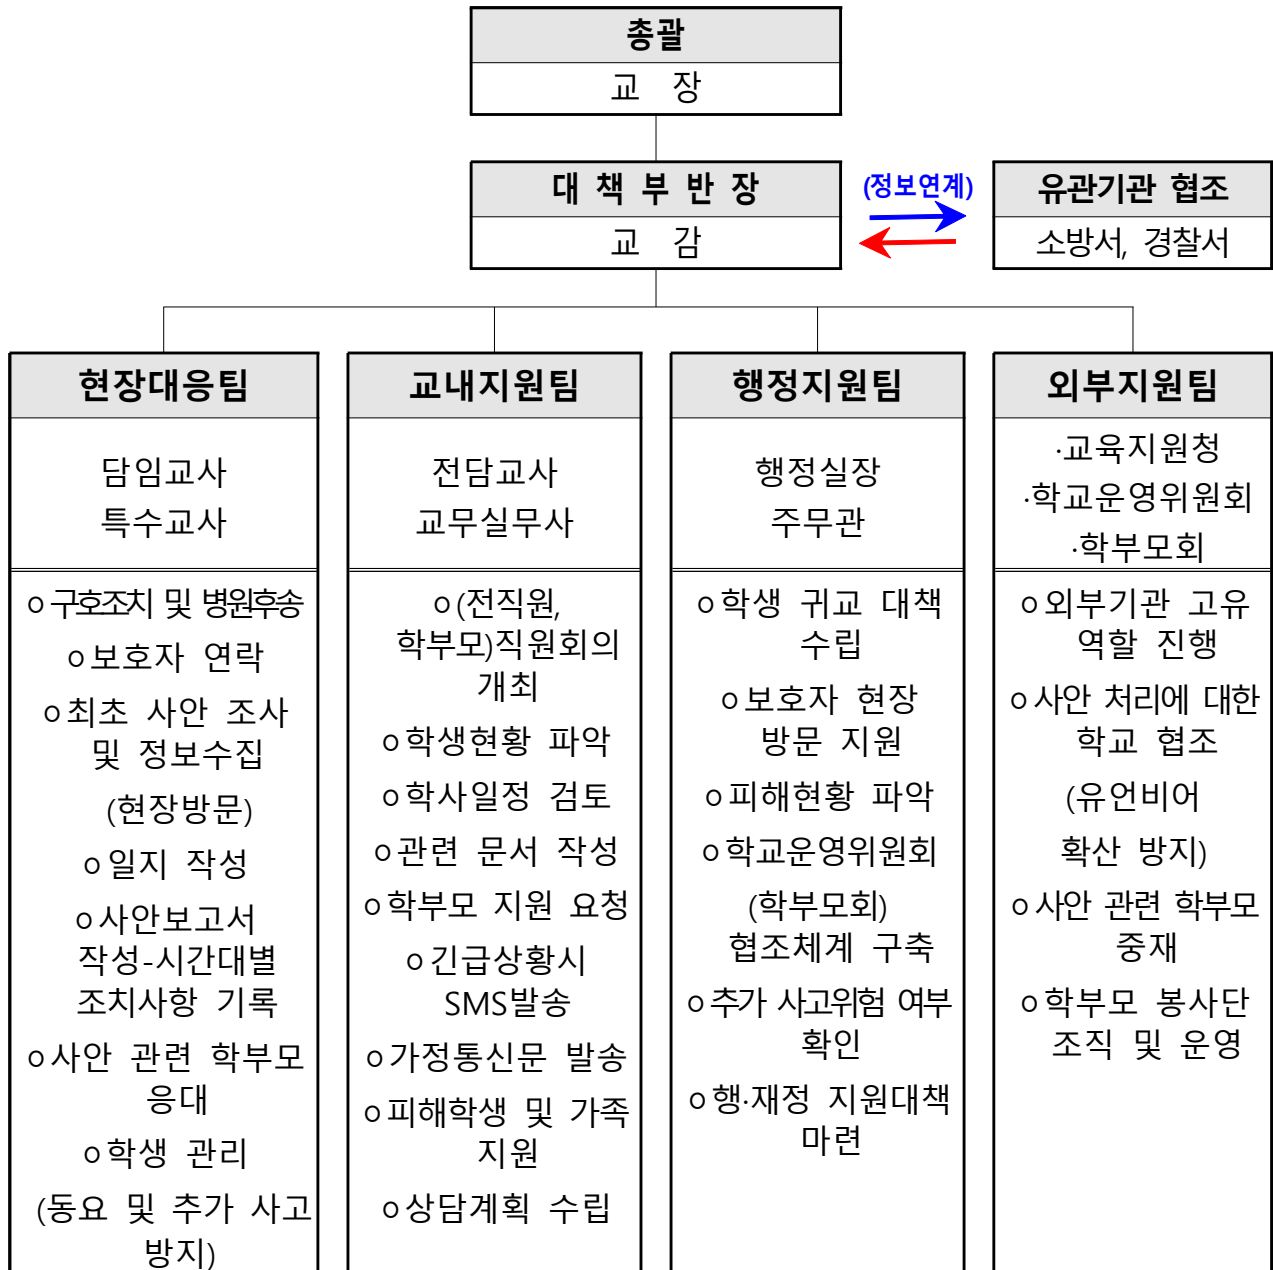 총괄
교 장
대 책 부 반 장
교 감
(정보연계)
유관기관 협조
소방서, 경찰서
현장대응팀
담임교사
특수교사
ㅇ구호조치 및 병원후송
ㅇ보호자 연락
ㅇ최초 사안 조사
및 정보수집
(현장방문)
ㅇ일지 작성
ㅇ사안보고서
작성-시간대별
조치사항 기록
ㅇ사안 관련 학부모
응대
ㅇ학생 관리
(동요 및 추가 사고
방지)
교내지원팀
전담교사
교무실무사
ㅇ(전직원,
학부모)직원회의
개최
ㅇ학생현황 파악
ㅇ학사일정 검토
ㅇ관련 문서 작성
ㅇ학부모 지원 요청
ㅇ긴급상황시
SMS발송
ㅇ가정통신문 발송
ㅇ피해학생 및 가족
지원
ㅇ상담계획 수립
행정지원팀
행정실장
주무관
ㅇ학생 귀교 대책
수립
ㅇ보호자 현장
방문 지원
ㅇ피해현황 파악
ㅇ학교운영위원회
(학부모회)
협조체계 구축
ㅇ추가 사고위험 여부
확인
ㅇ행·재정 지원대책
마련
외부지원팀
·교육지원청
·학교운영위원회
·학부모회
ㅇ외부기관 고유
역할 진행
ㅇ사안 처리에 대한
학교 협조
(유언비어
확산 방지)
ㅇ사안 관련 학부모
중재
ㅇ학부모 봉사단
조직 및 운영